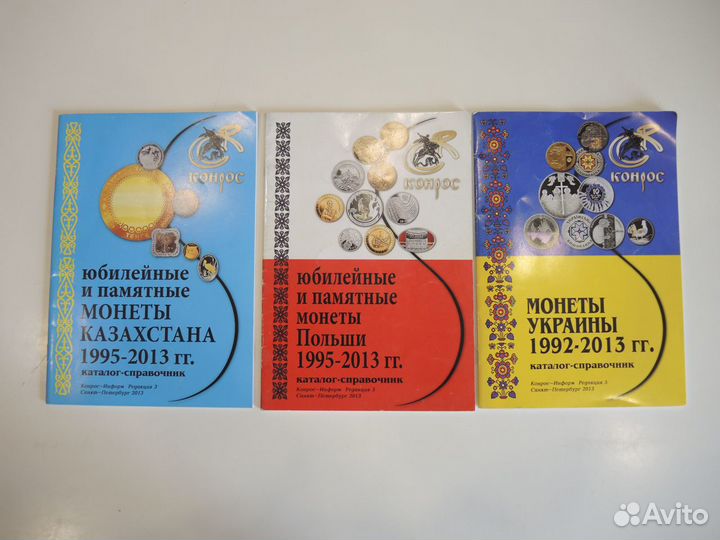 конрос
юбилейные
и памятные
МОНЕТЫ
КАЗАХСТАНА
1995-2013 гг.
каталог-справочник
Конрос-Информ Редакция 3
Санкт-Петербург 2013
конрос
юбилейные
и памятные
монеты
Польши
1995-2013 гг.
каталог-справочник
Конрос-Информ Редакция 3
Санкт-Петербург 2013
конрос
МОНЕТЫ
УКРАИНЫ
1992-2013 гг.
каталог-справочник
Конрос-Информ Редакция 3
Санкт-Петербург 2013
Avito